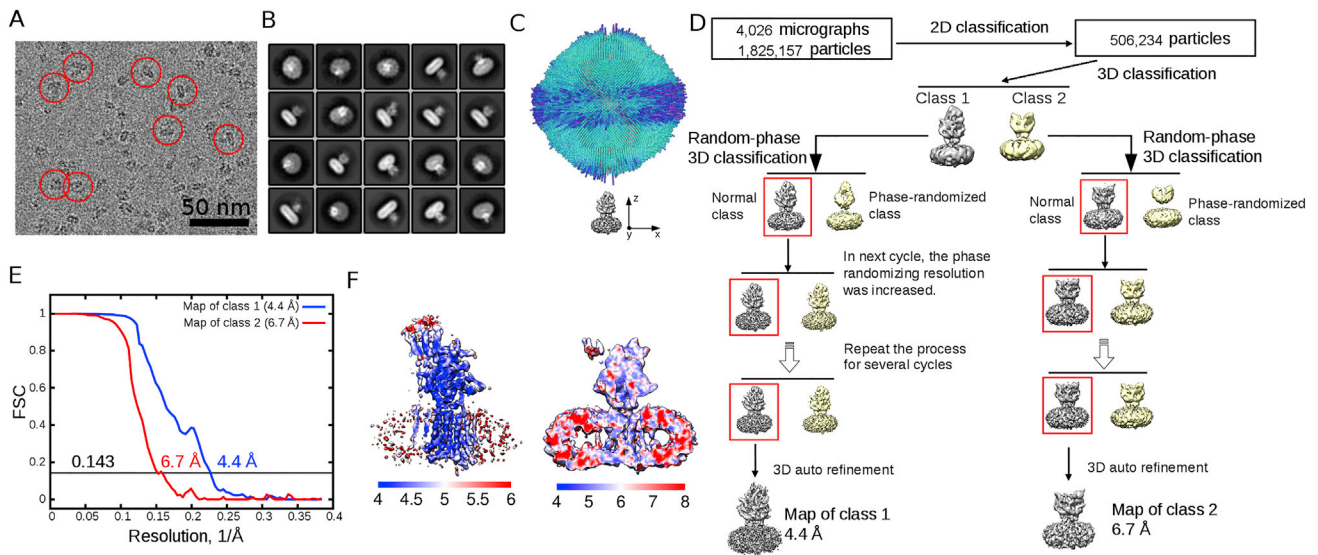 A
50 nm
B
C
z
y
x
D
4,026 micrographs
1,825,157 particles
2D classification
506,234 particles
3D classification
Class 1
Class 2
Random-phase
3D classification
Random-phase
3D classification
Normal
class
Phase-randomized
class
Normal
class
Phase-randomized
class
In next cycle, the phase
randomizing resolution
was increased.
Repeat the process
for several cycles
3D auto refinement
3D auto refinement
Map of class 1
4.4 Å
Map of class 2
6.7 Å
E
Map of class 1 (4.4 Å)
Map of class 2 (6.7 Å)
FSC
1
0.8
0.6
0.4
0.2
0
0.143
6.7 Å
4.4 Å
0 0.05 0.1 0.15 0.2 0.25 0.3 0.35 0.4
Resolution, 1/Å
F
4 4.5 5 5.5 6
4 5 6 7 8